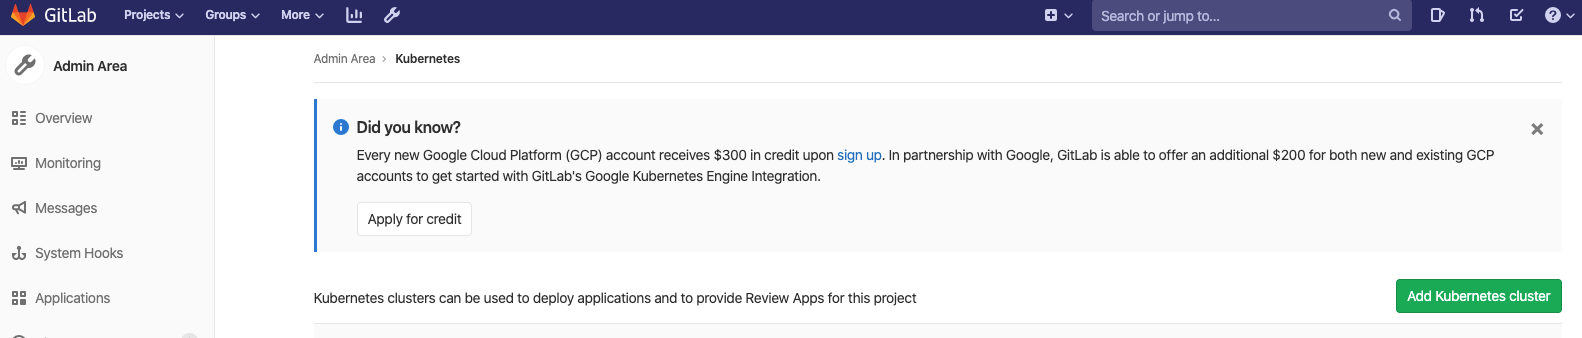 GitLab Projects Groups More Search or jump to...
Admin Area
Overview
Monitoring
Messages
System Hooks
Applications
Admin Area › Kubernetes
Did you know?
Every new Google Cloud Platform (GCP) account receives $300 in credit upon sign up. In partnership with Google, GitLab is able to offer an additional $200 for both new and existing GCP
accounts to get started with GitLab's Google Kubernetes Engine Integration.
Apply for credit
Kubernetes clusters can be used to deploy applications and to provide Review Apps for this project
Add Kubernetes cluster